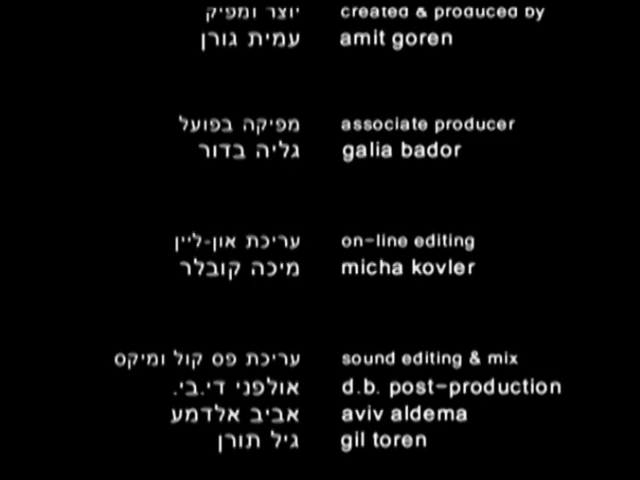 יוצר ומפיק created & produced by
עמית גורן amit goren
מפיקה בפועל associate producer
גליה בדור galia bador
עריכת און-ליין on-line editing
מיכה קובלר micha kovler
עריכת פס קול ומיקס sound editing & mix
אולפני די.בי. d.b. post-production
אביב אלדמע aviv aldema
גיל תורן gil toren